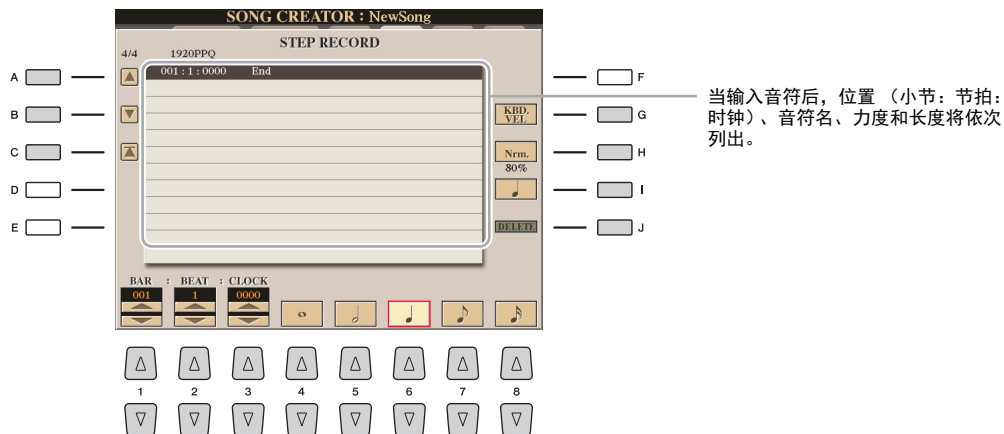 SONG CREATOR : NewSong
STEP RECORD
4/4 1920PPQ
001 : 1 : 0000 End
A
B
C
D
E
F
G
H
I
J
KBD. VEL
Nrm.
80%
DELETE
当输入音符后，位置 （小节：节拍：
时钟）、音符名、力度和长度将依次
列出。
BAR : BEAT : CLOCK
001 1 0000
1 2 3 4 5 6 7 8